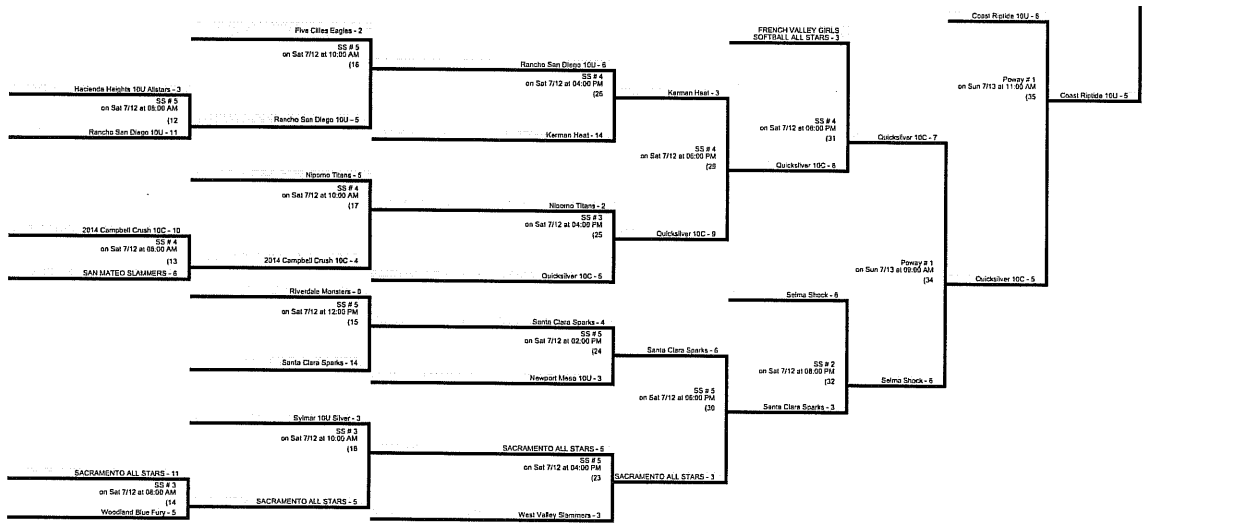 Five Cities Eagles - 2
SS # 5
on Sat 7/12 at 10:00 AM
(16
Hacienda Heights 10U Allstars - 3
SS # 5
on Sat 7/12 at 08:00 AM
(12
Rancho San Diego 10U - 11
Rancho San Diego 10U - 5
Rancho San Diego 10U - 6
SS # 4
on Sat 7/12 at 04:00 PM
(26
Kerman Heat - 14
Kerman Heat - 3
SS # 4
on Sat 7/12 at 06:00 PM
(29
Nipomo Titans - 5
SS # 4
on Sat 7/12 at 10:00 AM
(17
2014 Campbell Crush 10C - 10
SS # 4
on Sat 7/12 at 08:00 AM
(13
SAN MATEO SLAMMERS - 6
2014 Campbell Crush 10C - 4
Nipomo Titans - 2
SS # 3
on Sat 7/12 at 04:00 PM
(25
Quicksilver 10C - 5
Quicksilver 10C - 9
FRENCH VALLEY GIRLS
SOFTBALL ALL STARS - 3
SS # 4
on Sat 7/12 at 08:00 PM
(31
Quicksilver 10C - 8
Quicksilver 10C - 7
Riverdale Monsters - 0
SS # 5
on Sat 7/12 at 12:00 PM
(15
Santa Clara Sparks - 14
Santa Clara Sparks - 4
SS # 5
on Sat 7/12 at 02:00 PM
(24
Newport Mesa 10U - 3
Santa Clara Sparks - 6
SS # 5
on Sat 7/12 at 06:00 PM
(30
Sylmar 10U Silver - 3
SS # 3
on Sat 7/12 at 10:00 AM
(18
SACRAMENTO ALL STARS - 11
SS # 3
on Sat 7/12 at 08:00 AM
(14
Woodland Blue Fury - 5
SACRAMENTO ALL STARS - 5
SACRAMENTO ALL STARS - 5
SS # 5
on Sat 7/12 at 04:00 PM
(23
West Valley Slammers - 3
SACRAMENTO ALL STARS - 3
Selma Shock - 6
SS # 2
on Sat 7/12 at 08:00 PM
(32
Santa Clara Sparks - 3
Selma Shock - 6
Poway # 1
on Sun 7/13 at 09:00 AM
(34
Coast Riptide 10U - 8
Poway # 1
on Sun 7/13 at 11:00 AM
(35
Quicksilver 10C - 5
Coast Riptide 10U - 5